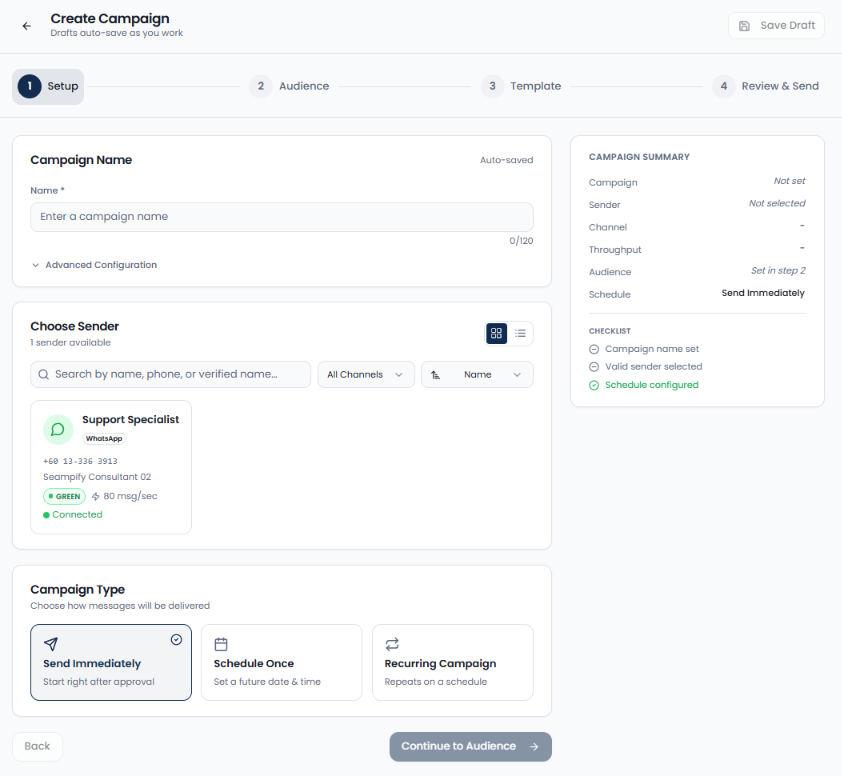 Create Campaign
Drafts auto-save as you work
Save Draft
1 Setup
2 Audience
3 Template
4 Review & Send
Campaign Name
Auto-saved
Name *
Enter a campaign name
0/120
Advanced Configuration
Choose Sender
1 sender available
Search by name, phone, or verified name...
All Channels
Name
Support Specialist
WhatsApp
+60 13-336 3913
Seampify Consultant 02
GREEN
80 msg/sec
Connected
Campaign Type
Choose how messages will be delivered
Send Immediately
Start right after approval
Schedule Once
Set a future date & time
Recurring Campaign
Repeats on a schedule
Back
Continue to Audience
CAMPAIGN SUMMARY
Campaign Not set
Sender Not selected
Channel -
Throughput -
Audience Set in step 2
Schedule Send Immediately
CHECKLIST
Campaign name set
Valid sender selected
Schedule configured